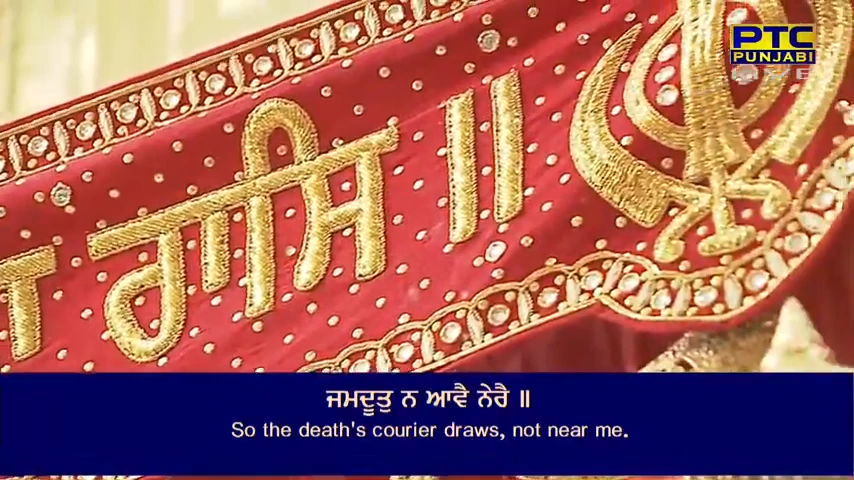 PTC
PUNJABI
ਰਾਸਿ ॥
ਜਮਦੂਤੁ ਨ ਆਵੈ ਨੇਰੈ ॥
So the death's courier draws, not near me.